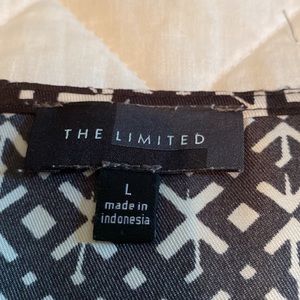 THE LIMITED
L
made in
indonesia